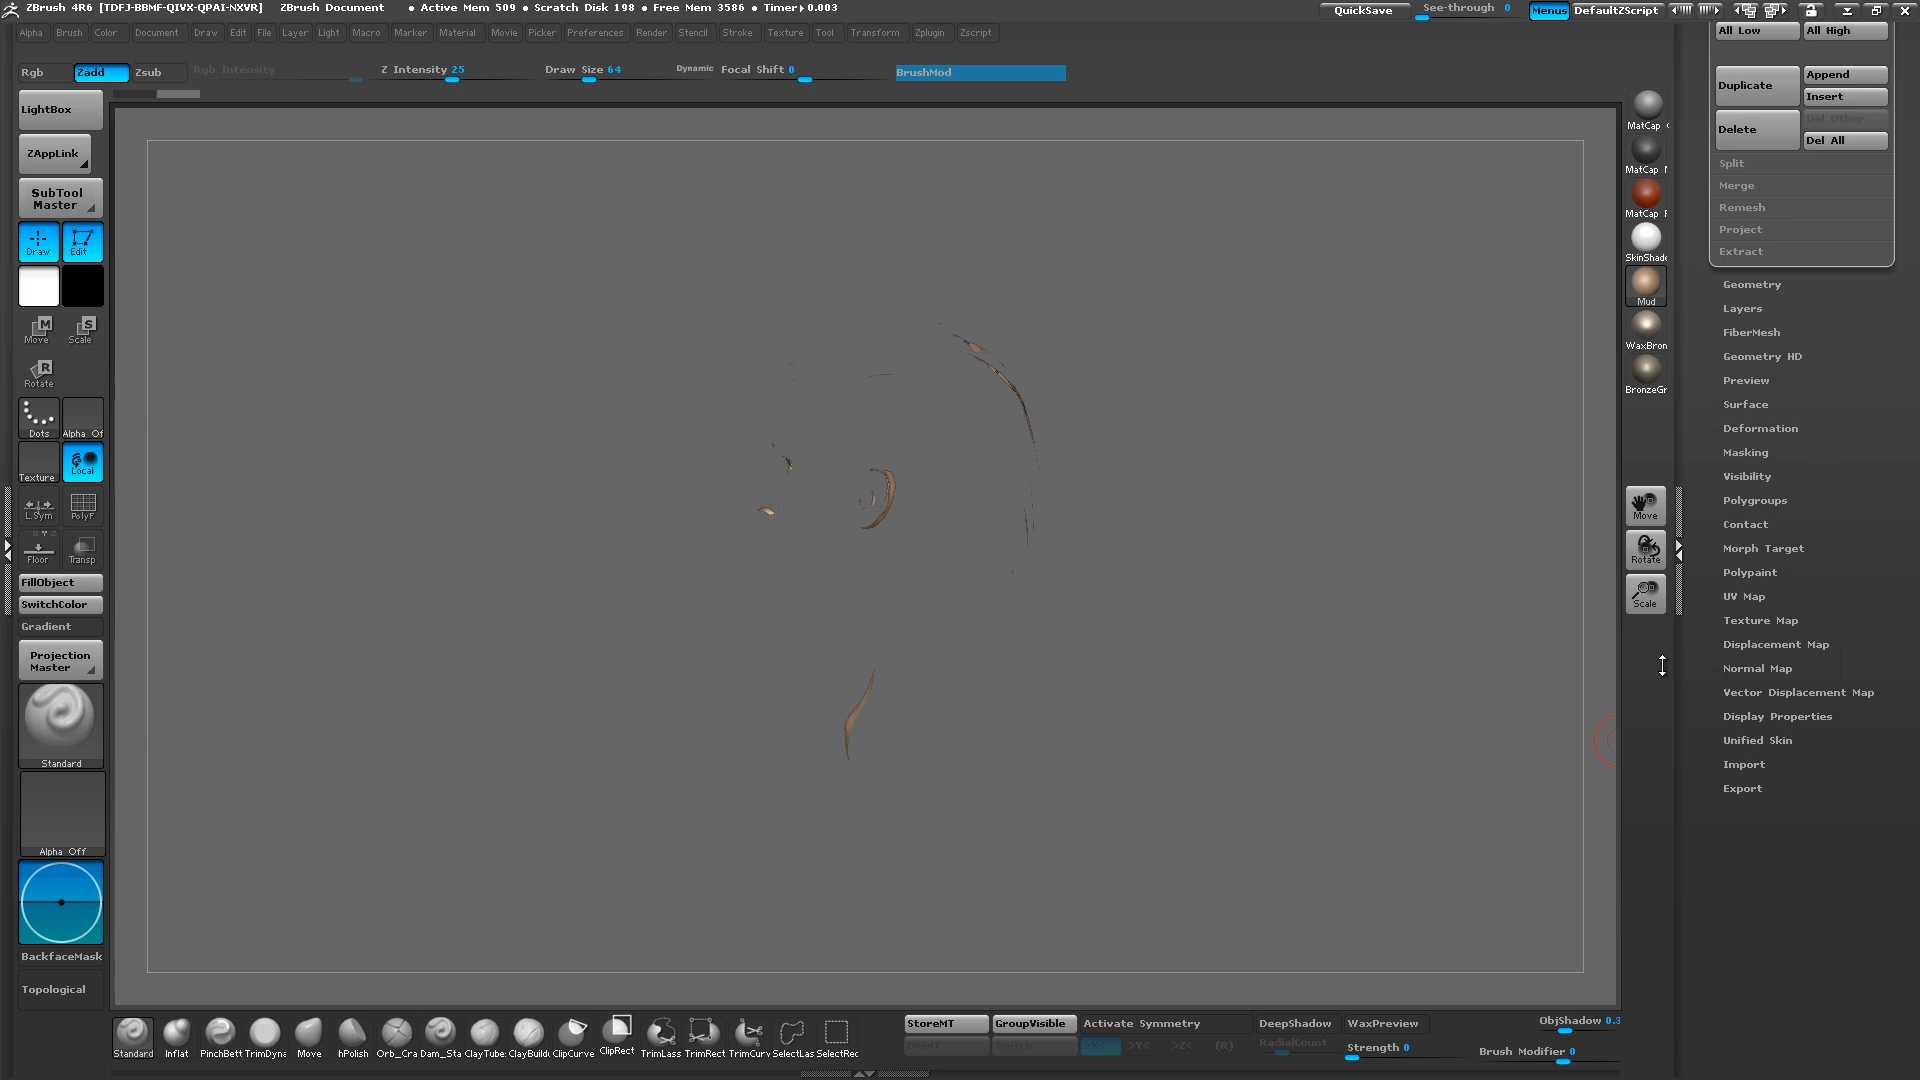 ZBrush 4R6 [TDFJ-BBMF-QIVX-QPAI-NXVR] ZBrush Document • Active Mem 509 • Scratch Disk 198 • Free Mem 3586 • Timer▸0.003 QuickSave See-through 0 Menus DefaultZScript
Alpha Brush Color Document Draw Edit File Layer Light Macro Marker Material Movie Picker Preferences Render Stencil Stroke Texture Tool Transform Zplugin Zscript
Rgb Zadd Zsub Rgb Intensity Z Intensity 25 Draw Size 64 Dynamic Focal Shift 0 BrushMod
LightBox
ZAppLink
SubTool
Master
Draw Edit
M S
Move Scale
R
Rotate
Dots Alpha Of
Texture Local
L.Sym PolyF
Floor Transp
FillObject
SwitchColor
Gradient
Projection
Master
Standard
Alpha Off
BackfaceMask
Topological
MatCap
MatCap
MatCap
SkinShade
Mud
WaxBron
BronzeGr
Move
Rotate
Scale
All Low All High
Duplicate Append
Insert
Delete Del Other
Del All
Split
Merge
Remesh
Project
Extract
Geometry
Layers
FiberMesh
Geometry HD
Preview
Surface
Deformation
Masking
Visibility
Polygroups
Contact
Morph Target
Polypaint
UV Map
Texture Map
Displacement Map
Normal Map
Vector Displacement Map
Display Properties
Unified Skin
Import
Export
Standard Inflat PinchBett TrimDyna Move hPolish Orb_Cra Dam_Sta ClayTube ClayBuild ClipCurve ClipRect TrimLass TrimRect TrimCurv SelectLas SelectRec
StoreMT GroupVisible Activate Symmetry DeepShadow WaxPreview ObjShadow 0.3
DelMT Switch >X< >Y< >Z< (R) RadialCount Strength 0 Brush Modifier 0